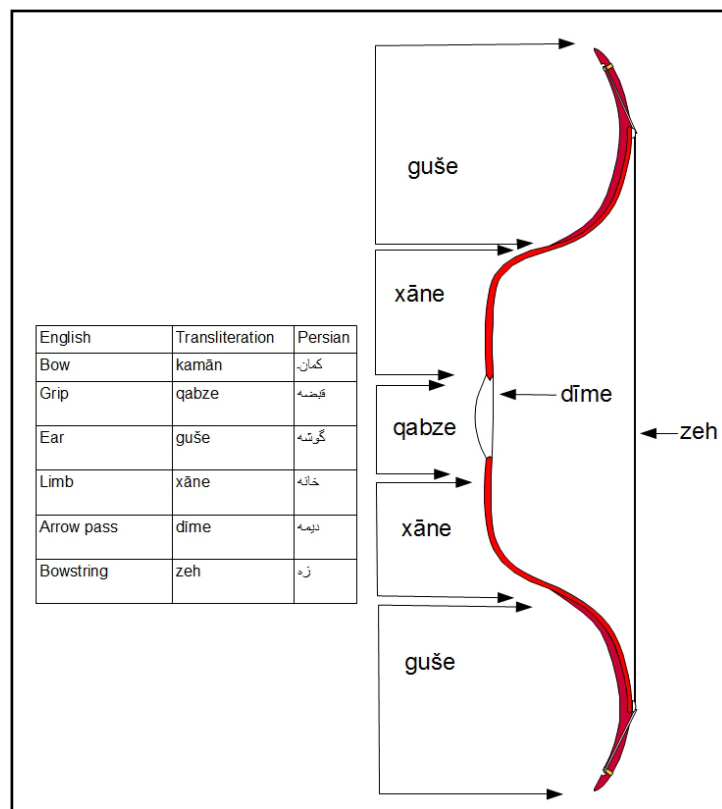 guše
xāne
English Transliteration Persian
Bow kamān كمان
Grip qabze قبضه
Ear guše گوشه
Limb xāne خانه
Arrow pass dīme دیمه
Bowstring zeh زه
qabze
dīme
zeh
xāne
guše